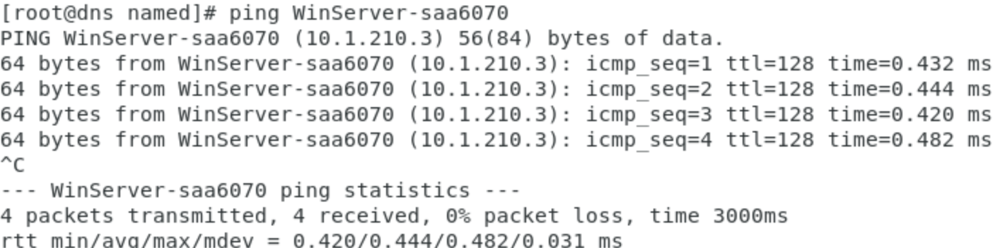 [root@dns named]# ping WinServer-saa6070
PING WinServer-saa6070 (10.1.210.3) 56(84) bytes of data.
64 bytes from WinServer-saa6070 (10.1.210.3): icmp_seq=1 ttl=128 time=0.432 ms
64 bytes from WinServer-saa6070 (10.1.210.3): icmp_seq=2 ttl=128 time=0.444 ms
64 bytes from WinServer-saa6070 (10.1.210.3): icmp_seq=3 ttl=128 time=0.420 ms
64 bytes from WinServer-saa6070 (10.1.210.3): icmp_seq=4 ttl=128 time=0.482 ms
^C
--- WinServer-saa6070 ping statistics ---
4 packets transmitted, 4 received, 0% packet loss, time 3000ms
rtt min/avg/max/mdev = 0.420/0.444/0.482/0.031 ms